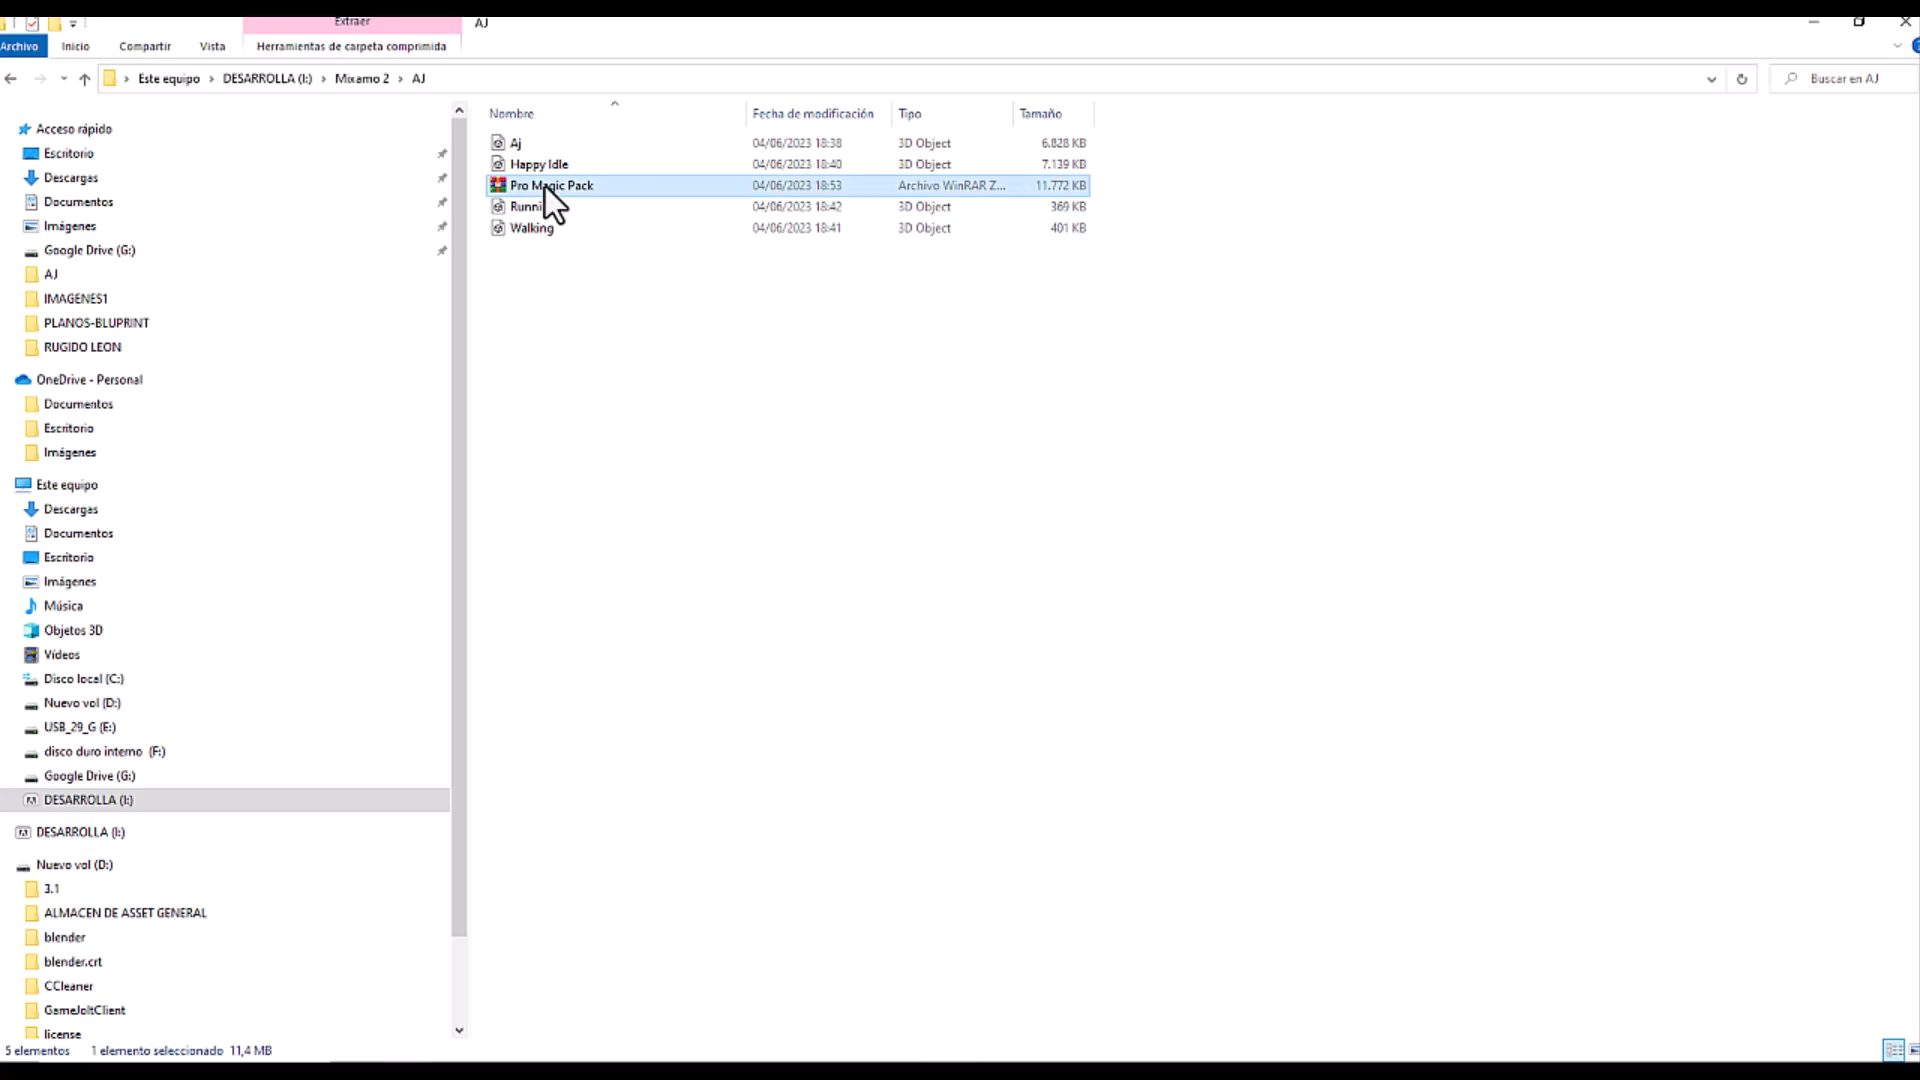 Extraer
AJ
Archivo
Inicio
Compartir
Vista
Herramientas de carpeta comprimida
Este equipo > DESARROLLA (I:) > Mixamo 2 > AJ
Buscar en AJ
Nombre
Fecha de modificación
Tipo
Tamaño
Aj 04/06/2023 18:38 3D Object 6.828 KB
Happy Idle 04/06/2023 18:40 3D Object 7.139 KB
Pro Magic Pack 04/06/2023 18:53 Archivo WinRAR Z... 11.772 KB
04/06/2023 18:42 3D Object 369 KB
Walking 04/06/2023 18:41 3D Object 401 KB
Acceso rápido
Escritorio
Descargas
Documentos
Imágenes
Google Drive (G:)
AJ
IMAGENES1
PLANOS-BLUPRINT
RUGIDO LEON
OneDrive - Personal
Documentos
Escritorio
Imágenes
Este equipo
Descargas
Documentos
Escritorio
Imágenes
Música
Objetos 3D
Vídeos
Disco local (C:)
Nuevo vol (D:)
USB_29_G (E:)
disco duro interno (F:)
Google Drive (G:)
DESARROLLA (I:)
DESARROLLA (I:)
Nuevo vol (D:)
3.1
ALMACEN DE ASSET GENERAL
blender
blender.crt
CCleaner
GameJoltClient
license
5 elementos 1 elemento seleccionado 11,4 MB